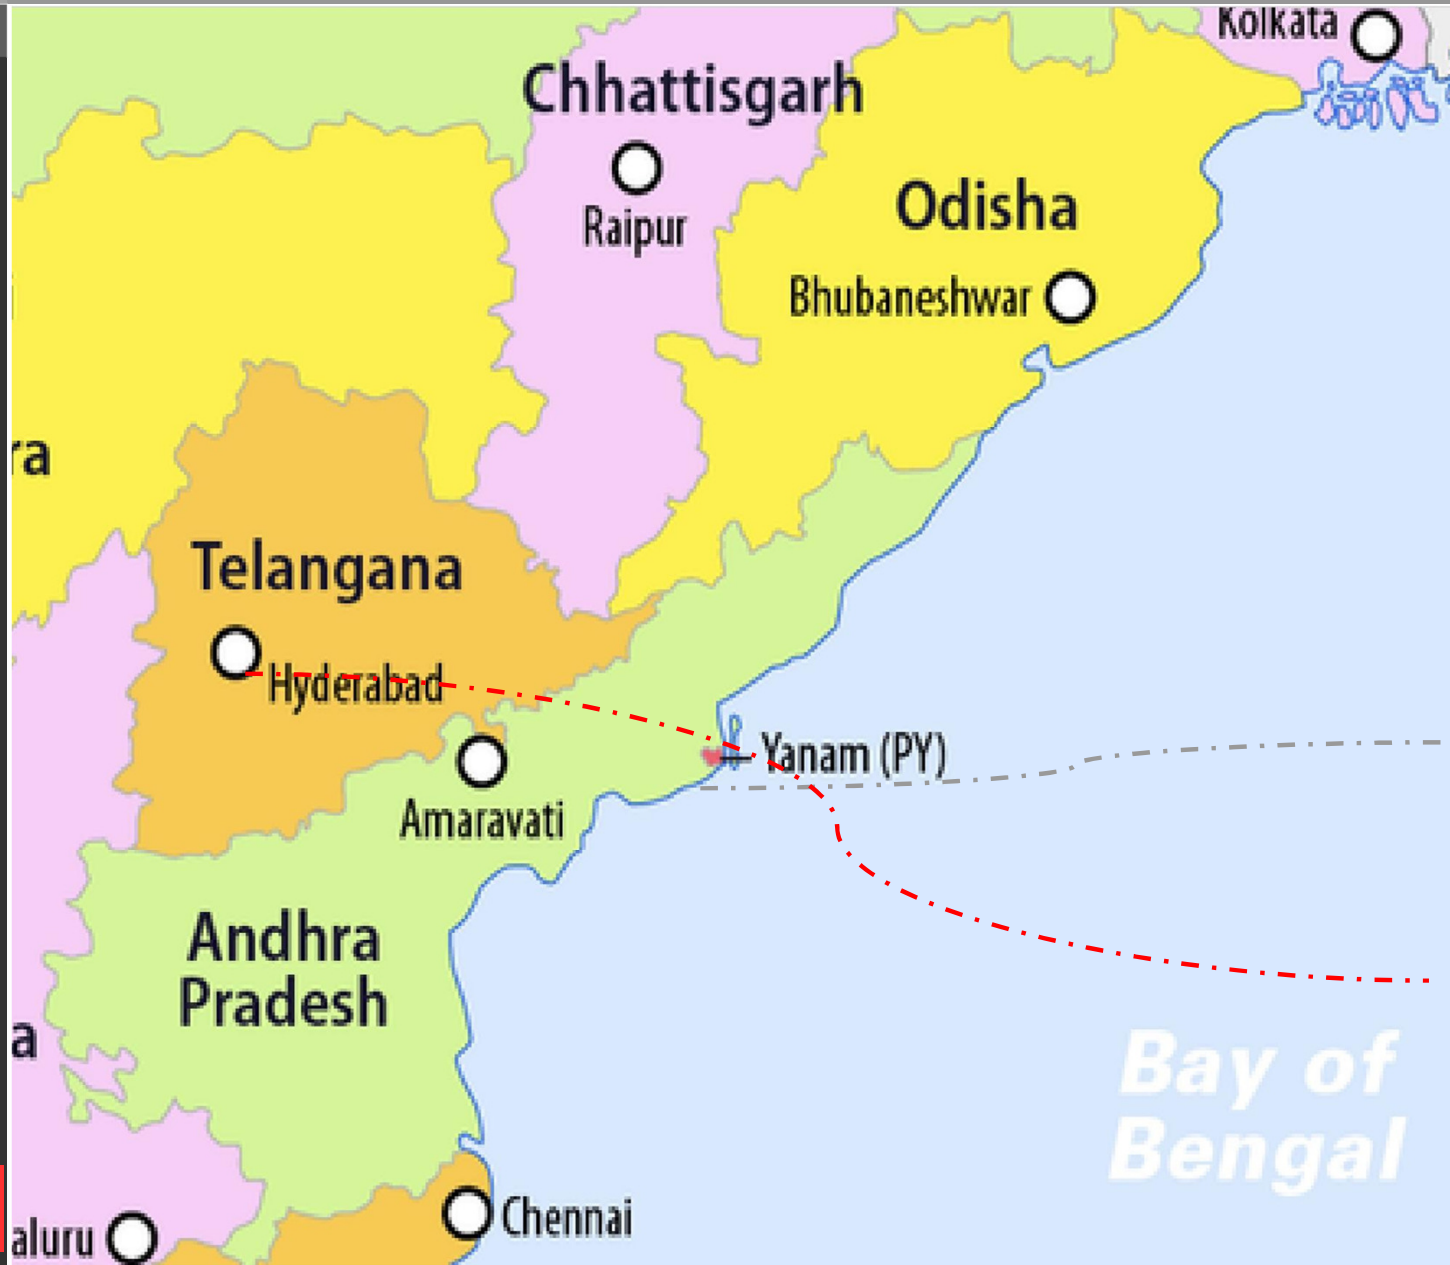 Kolkata
Chhattisgarh
Raipur
Odisha
Bhubaneshwar
ra
Telangana
Hyderabad
Yanam (PY)
Amaravati
Andhra
Pradesh
a
Bay of
Bengal
Chennai
aluru